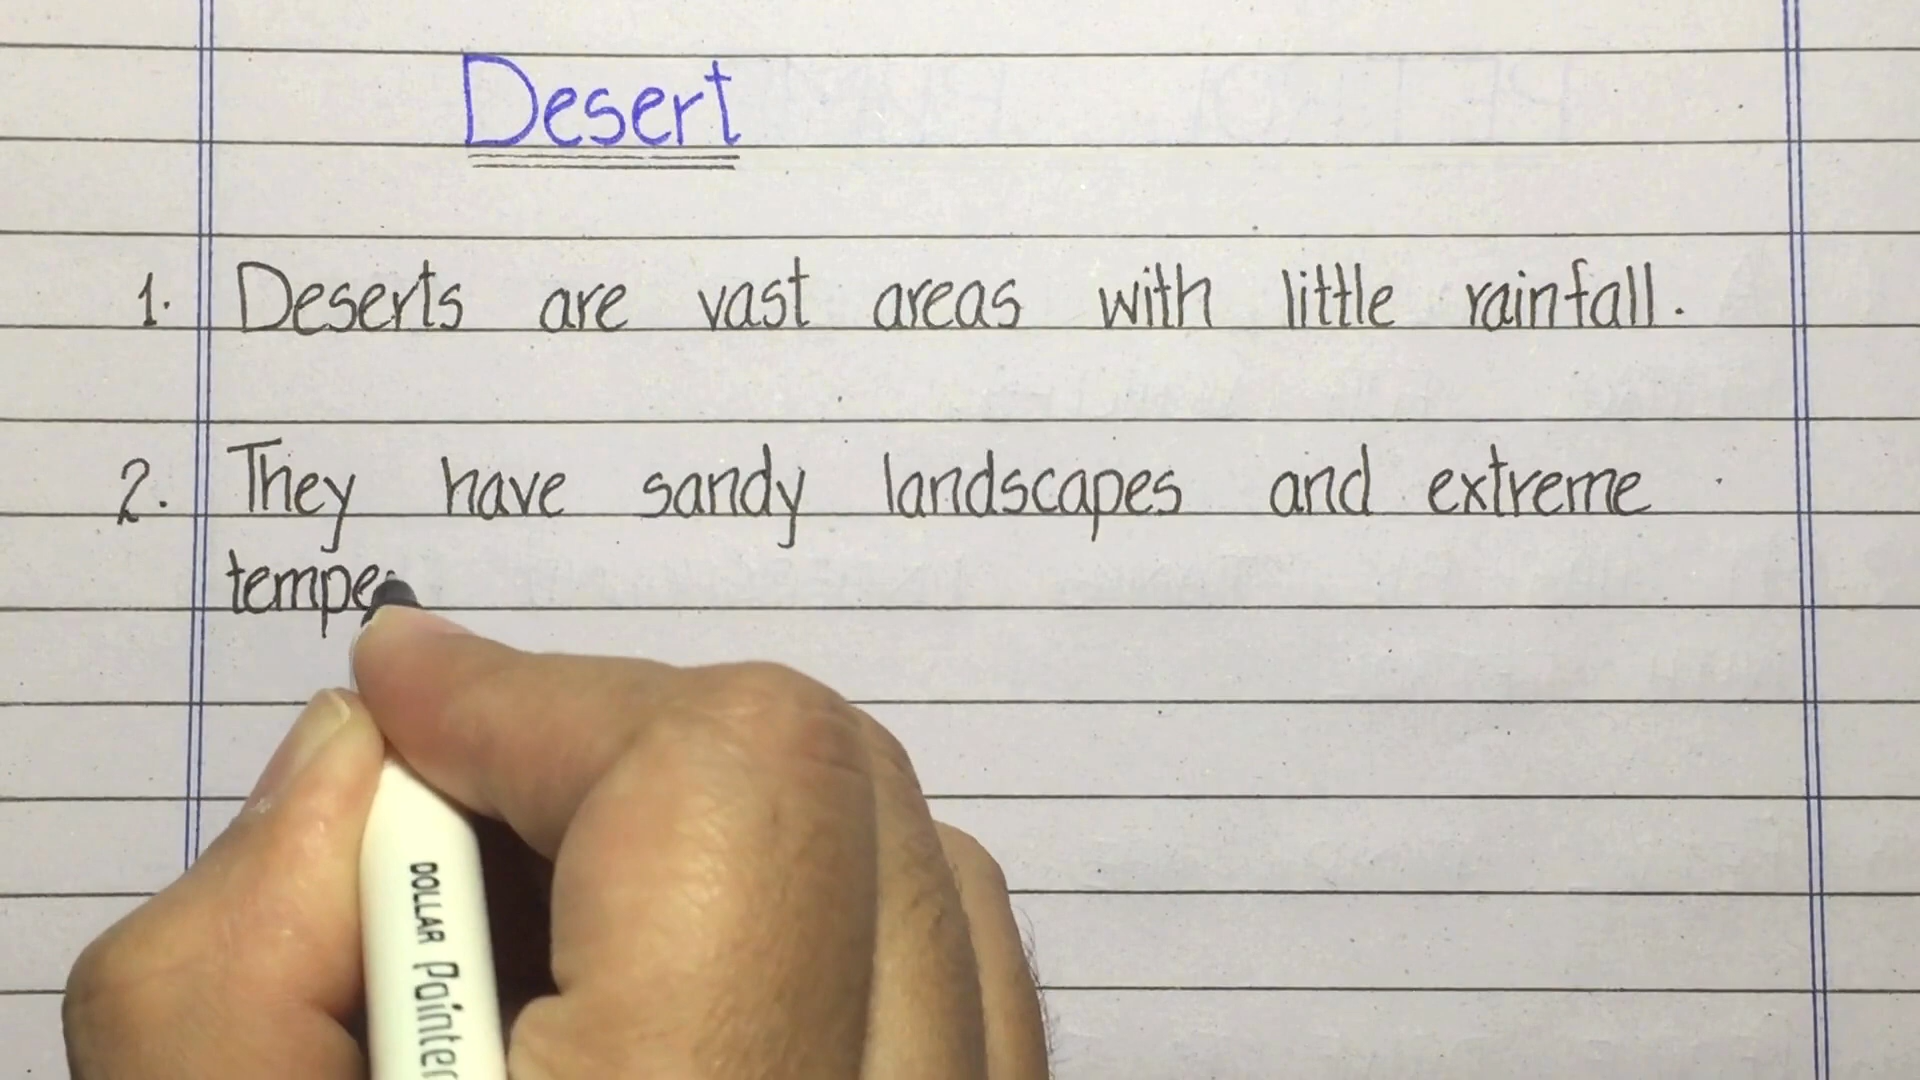 Desert
1. Deserts are vast areas with little rainfall.
2. They have sandy landscapes and extreme
tempe
DOLLAR Pointer